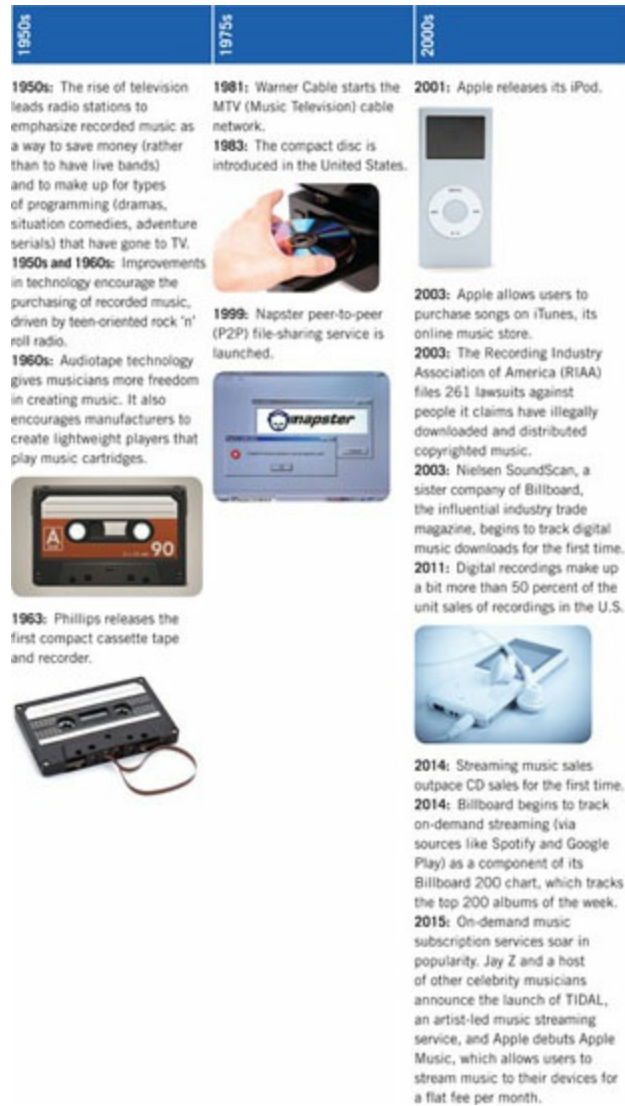 1950s
1950s: The rise of television
leads radio stations to
emphasize recorded music as
a way to save money (rather
than to have live bands)
and to make up for types
of programming (dramas,
situation comedies, adventure
serials) that have gone to TV.
1950s and 1960s: Improvements
in technology encourage the
purchasing of recorded music,
driven by teen-oriented rock 'n'
roll radio.
1960s: Audiotape technology
gives musicians more freedom
in creating music. It also
encourages manufacturers to
create lightweight players that
play music cartridges.
A
90
1963: Phillips releases the
first compact cassette tape
and recorder.
1975s
1981: Warner Cable starts the
MTV (Music Television) cable
network.
1983: The compact disc is
introduced in the United States.
1999: Napster peer-to-peer
(P2P) file-sharing service is
launched.
napster
2000s
2001: Apple releases its iPod.
2003: Apple allows users to
purchase songs on iTunes, its
online music store.
2003: The Recording Industry
Association of America (RIAA)
files 261 lawsuits against
people it claims have illegally
downloaded and distributed
copyrighted music.
2003: Nielsen SoundScan, a
sister company of Billboard,
the influential industry trade
magazine, begins to track digital
music downloads for the first time.
2011: Digital recordings make up
a bit more than 50 percent of the
unit sales of recordings in the U.S.
2014: Streaming music sales
outpace CD sales for the first time.
2014: Billboard begins to track
on-demand streaming (via
sources like Spotify and Google
Play) as a component of its
Billboard 200 chart, which tracks
the top 200 albums of the week.
2015: On-demand music
subscription services soar in
popularity. Jay Z and a host
of other celebrity musicians
announce the launch of TIDAL,
an artist-led music streaming
service, and Apple debuts Apple
Music, which allows users to
stream music to their devices for
a flat fee per month.